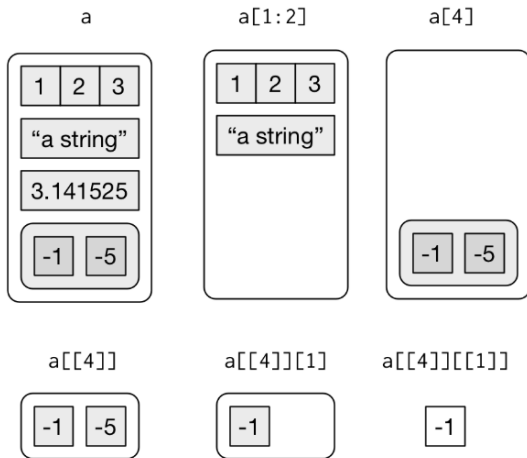 a a[1:2] a[4]
1 2 3 1 2 3
“a string” “a string”
3.141525
-1 -5 -1 -5
a[[4]] a[[4]][1] a[[4]][[1]]
-1 -5 -1 -1